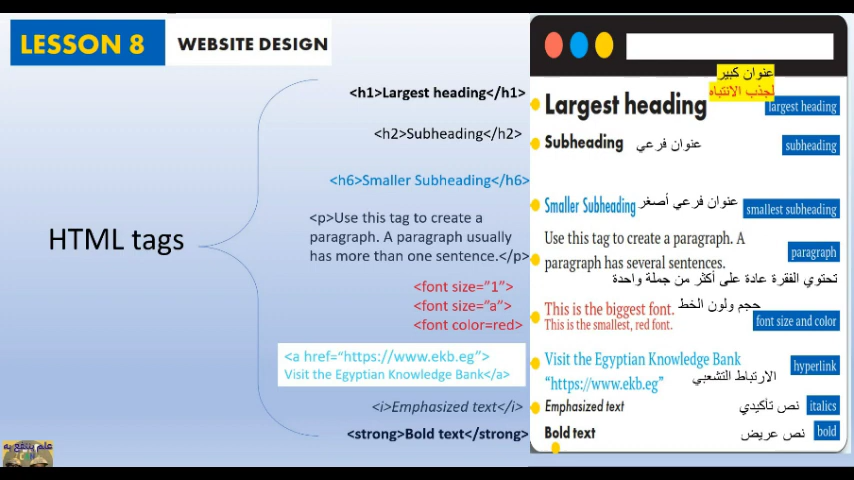 LESSON 8
WEBSITE DESIGN
HTML tags
<h1>Largest heading</h1>
<h2>Subheading</h2>
<h6>Smaller Subheading</h6>
<p>Use this tag to create a
paragraph. A paragraph usually
has more than one sentence.</p>
<font size="1">
<font size="a">
<font color=red>
<a href="https://www.ekb.eg">
Visit the Egyptian Knowledge Bank</a>
<i>Emphasized text</i>
<strong>Bold text</strong>
عنوان كبير
لجذب الانتباه
Largest heading
largest heading
Subheading عنوان فرعي
subheading
Smaller Subheading عنوان فرعي أصغر
smallest subheading
Use this tag to create a paragraph. A
paragraph has several sentences.
paragraph
تحتوي الفقرة عادة على أكثر من جملة واحدة
This is the biggest font. حجم ولون الخط
This is the smallest, red font.
font size and color
Visit the Egyptian Knowledge Bank
hyperlink
"https://www.ekb.eg" الارتباط التشعبي
Emphasized text نص تأكيدي
italics
Bold text نص عريض
bold
علم ينتفع به